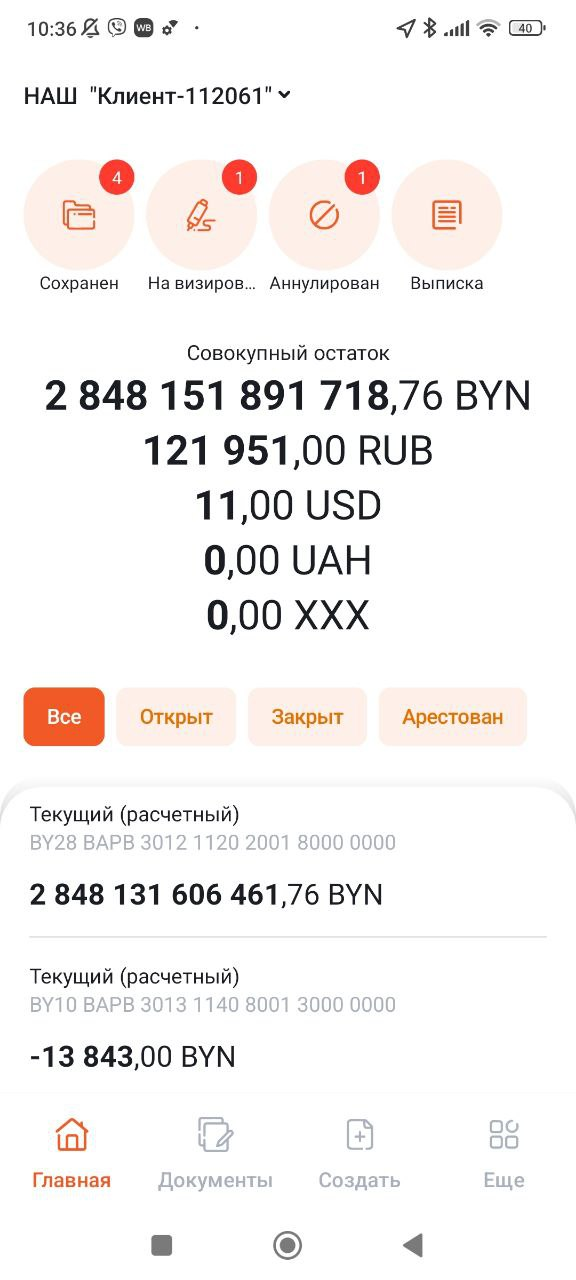 10:36 WB 40
НАШ "Клиент-112061"
4 1 1
Сохранен На визиров... Аннулирован Выписка
Совокупный остаток
2 848 151 891 718,76 BYN
121 951,00 RUB
11,00 USD
0,00 UAH
0,00 XXX
Все Открыт Закрыт Арестован
Текущий (расчетный)
BY28 BAPB 3012 1120 2001 8000 0000
2 848 131 606 461,76 BYN
Текущий (расчетный)
BY10 BAPB 3013 1140 8001 3000 0000
-13 843,00 BYN
Главная Документы Создать Еще